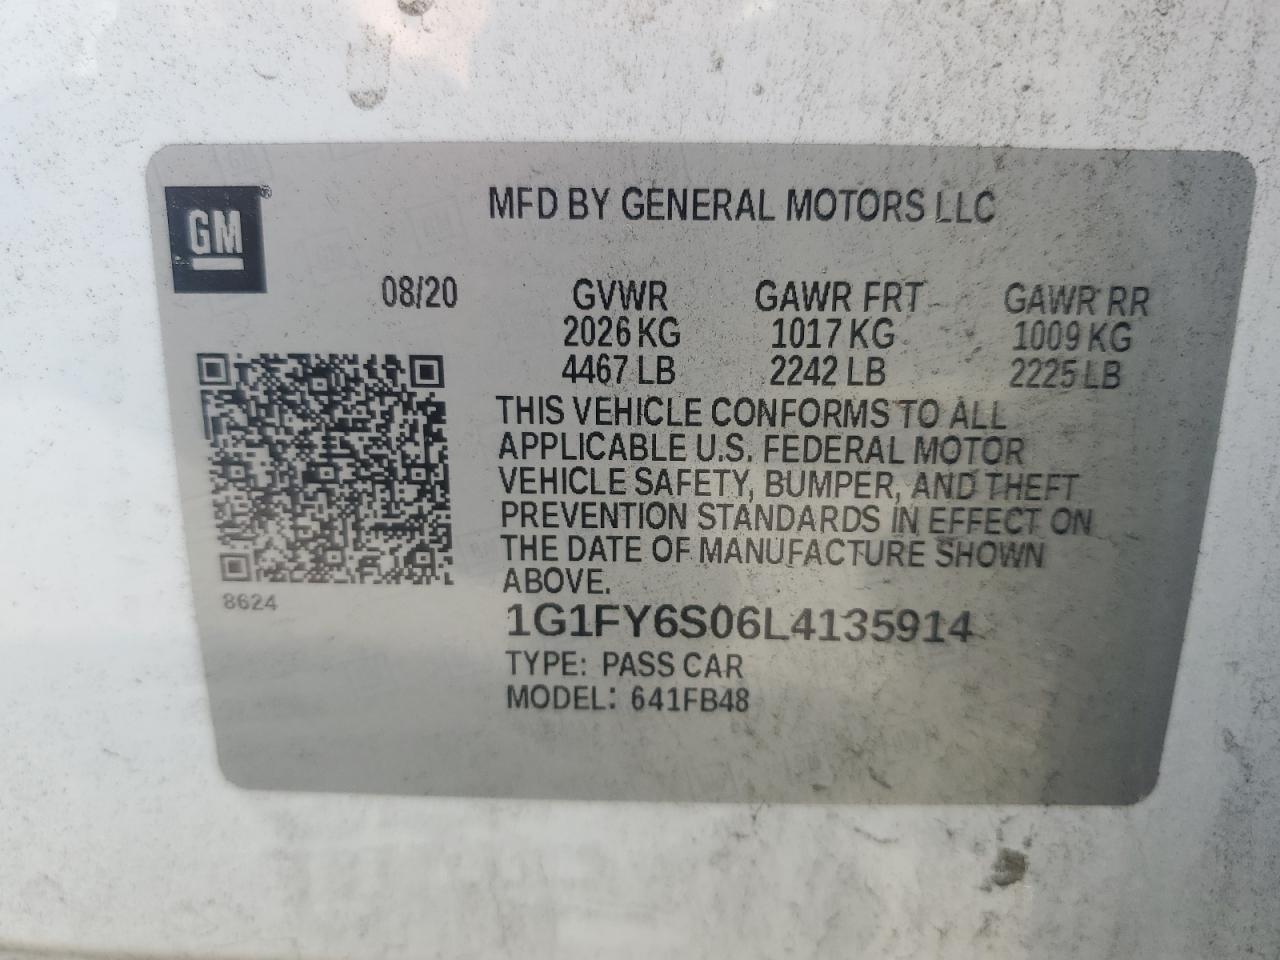 GM®
MFD BY GENERAL MOTORS LLC
08/20
GVWR GAWR FRT GAWR RR
2026 KG 1017 KG 1009 KG
4467 LB 2242 LB 2225 LB
THIS VEHICLE CONFORMS TO ALL
APPLICABLE U.S. FEDERAL MOTOR
VEHICLE SAFETY, BUMPER, AND THEFT
PREVENTION STANDARDS IN EFFECT ON
THE DATE OF MANUFACTURE SHOWN
ABOVE.
8624
1G1FY6S06L4135914
TYPE: PASS CAR
MODEL: 641FB48